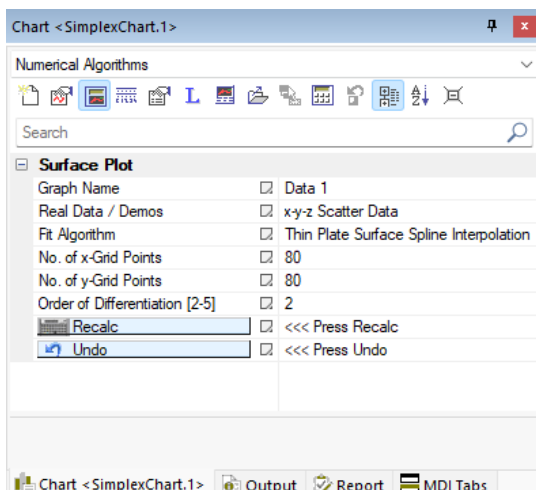 Chart <SimplexChart.1>
Numerical Algorithms
L
Search
Surface Plot
Graph Name Data 1
Real Data / Demos x-y-z Scatter Data
Fit Algorithm Thin Plate Surface Spline Interpolation
No. of x-Grid Points 80
No. of y-Grid Points 80
Order of Differentiation [2-5] 2
Recalc <<< Press Recalc
Undo <<< Press Undo
Chart <SimplexChart.1> Output Report MDI Tabs